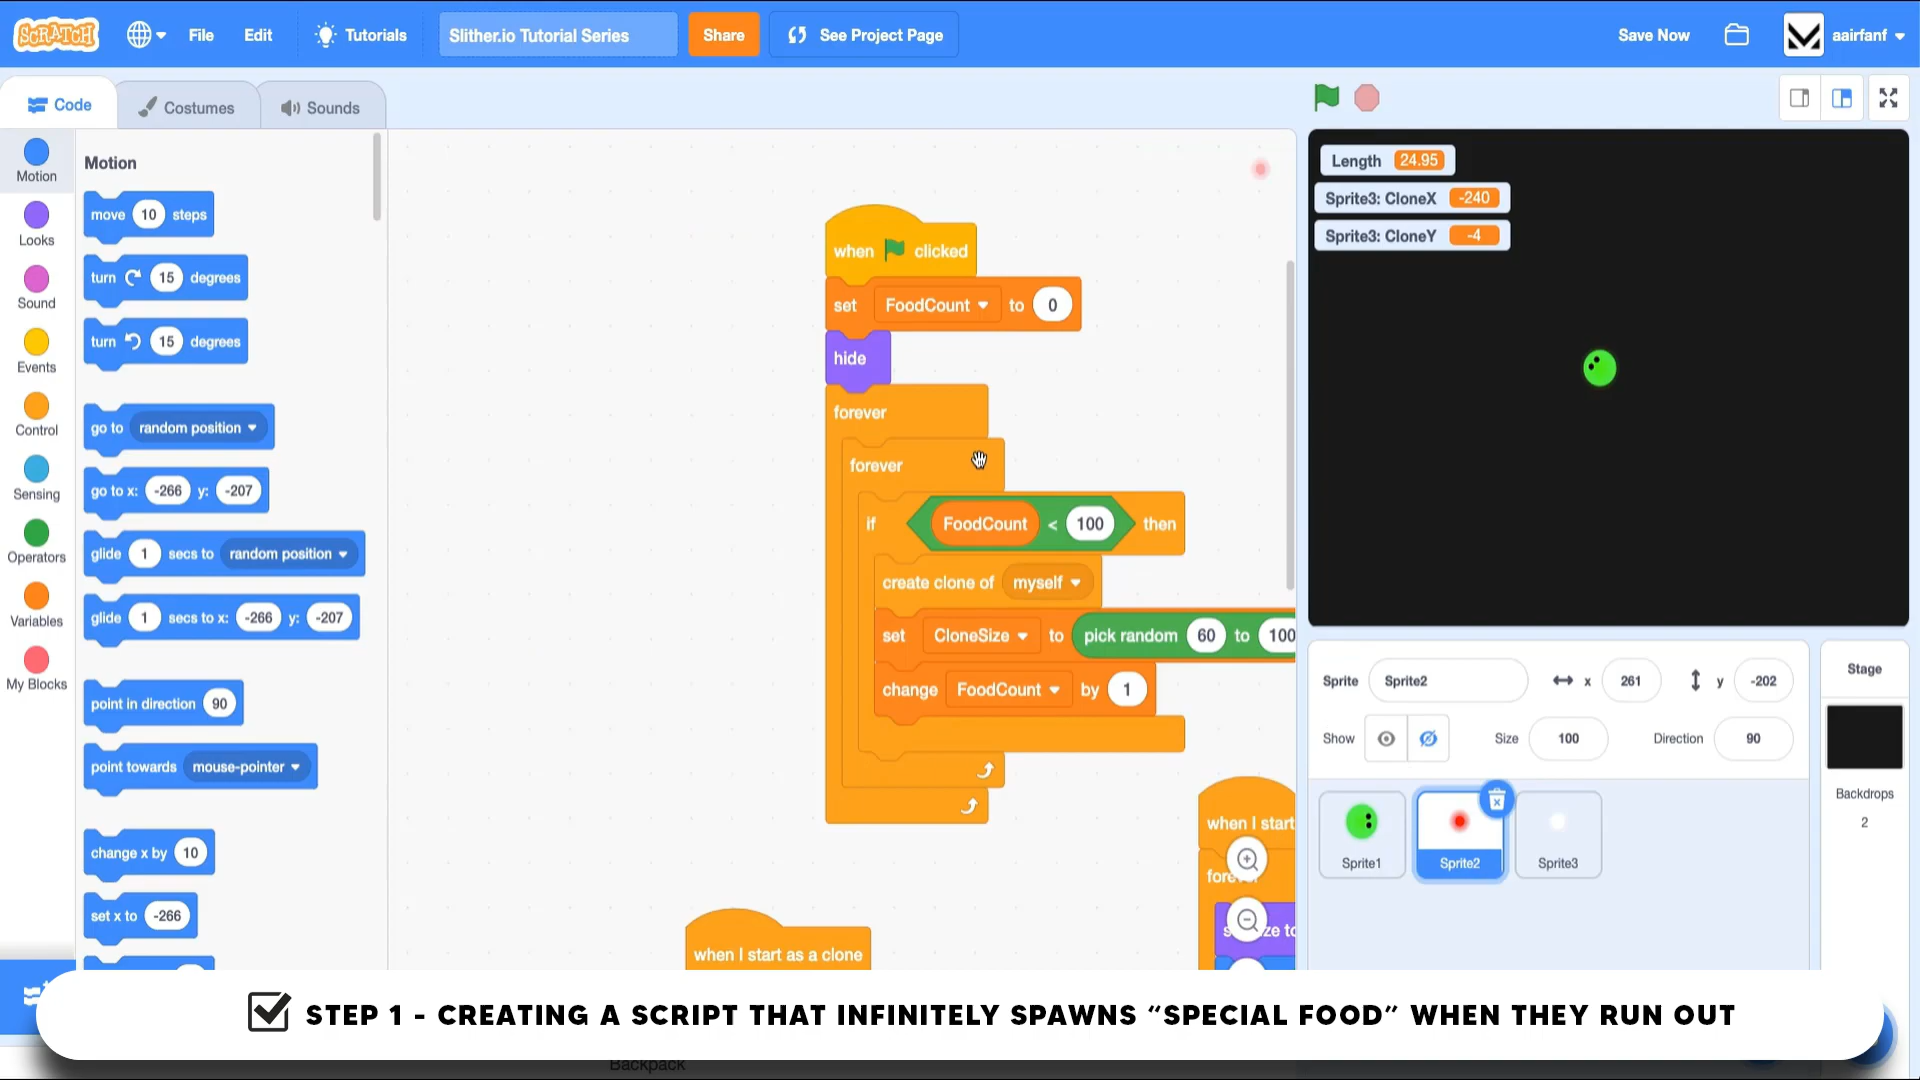 SCRATCH File Edit Tutorials Slither.io Tutorial Series Share See Project Page Save Now aairfanf
Code Costumes Sounds
Motion
Looks
Sound
Events
Control
Sensing
Operators
Variables
My Blocks
Motion
move 10 steps
turn 15 degrees
turn 15 degrees
go to random position
go to x: -266 y: -207
glide 1 secs to random position
glide 1 secs to x: -266 y: -207
point in direction 90
point towards mouse-pointer
change x by 10
set x to -266
when clicked
set FoodCount to 0
hide
forever
forever
if FoodCount < 100 then
create clone of myself
set CloneSize to pick random 60 to 100
change FoodCount by 1
when I start as a clone
when I start
Length 24.95
Sprite3: CloneX -240
Sprite3: CloneY -4
Sprite Sprite2 x 261 y -202
Show Size 100 Direction 90
Sprite1
Sprite2
Sprite3
Stage
Backdrops
2
STEP 1 - CREATING A SCRIPT THAT INFINITELY SPAWNS “SPECIAL FOOD” WHEN THEY RUN OUT
Backpack